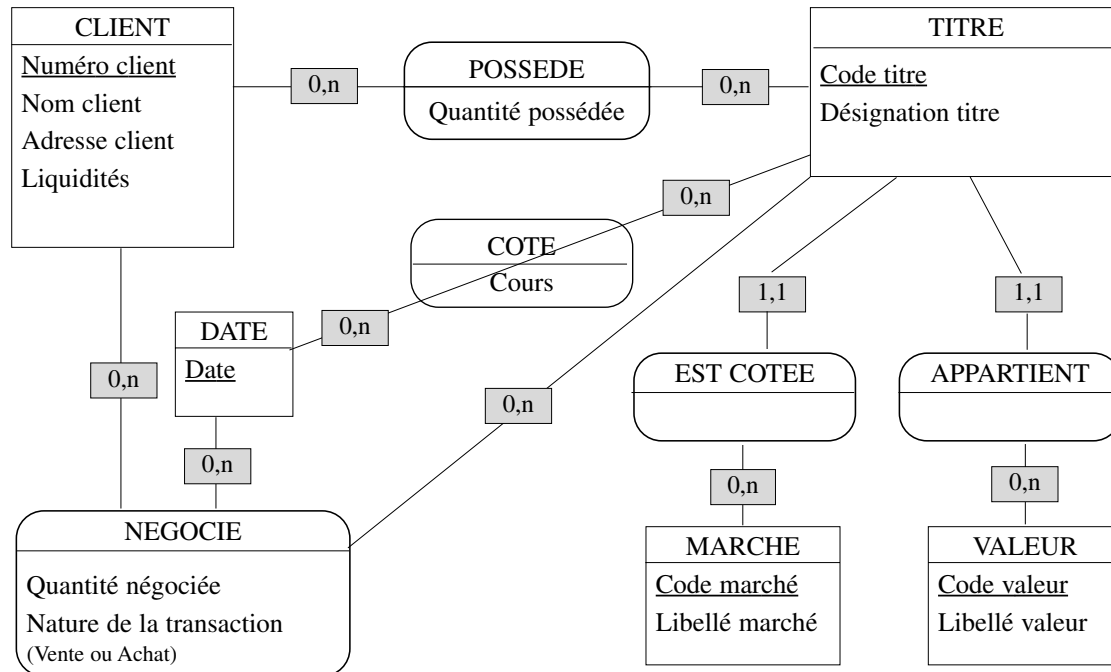 CLIENT
Numéro client
Nom client
Adresse client
Liquidités
0,n
POSSEDE
Quantité possédée
0,n
TITRE
Code titre
Désignation titre
0,n
COTE
Cours
0,n
DATE
Date
0,n
0,n
0,n
1,1
1,1
EST COTEE
APPARTIENT
0,n
0,n
NEGOCIE
Quantité négociée
Nature de la transaction
(Vente ou Achat)
MARCHE
Code marché
Libellé marché
VALEUR
Code valeur
Libellé valeur